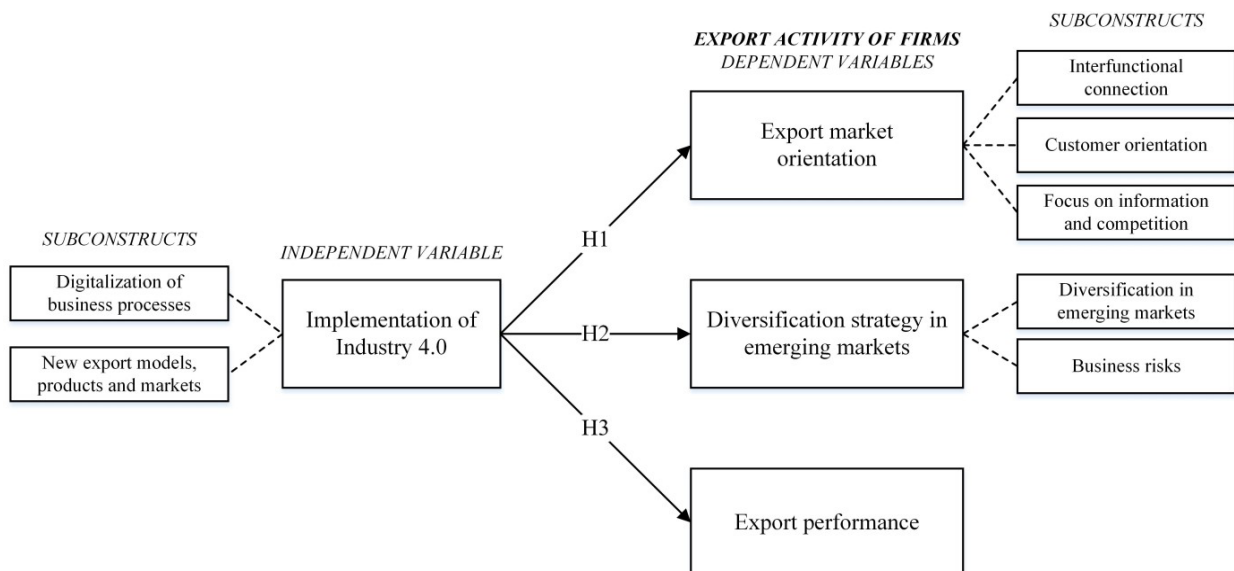 SUBCONSTRUCTS
Digitalization of
business processes
New export models,
products and markets
INDEPENDENT VARIABLE
Implementation of
Industry 4.0
H1
H2
H3
EXPORT ACTIVITY OF FIRMS
DEPENDENT VARIABLES
Export market
orientation
Diversification strategy in
emerging markets
Export performance
SUBCONSTRUCTS
Interfunctional
connection
Customer orientation
Focus on information
and competition
Diversification in
emerging markets
Business risks